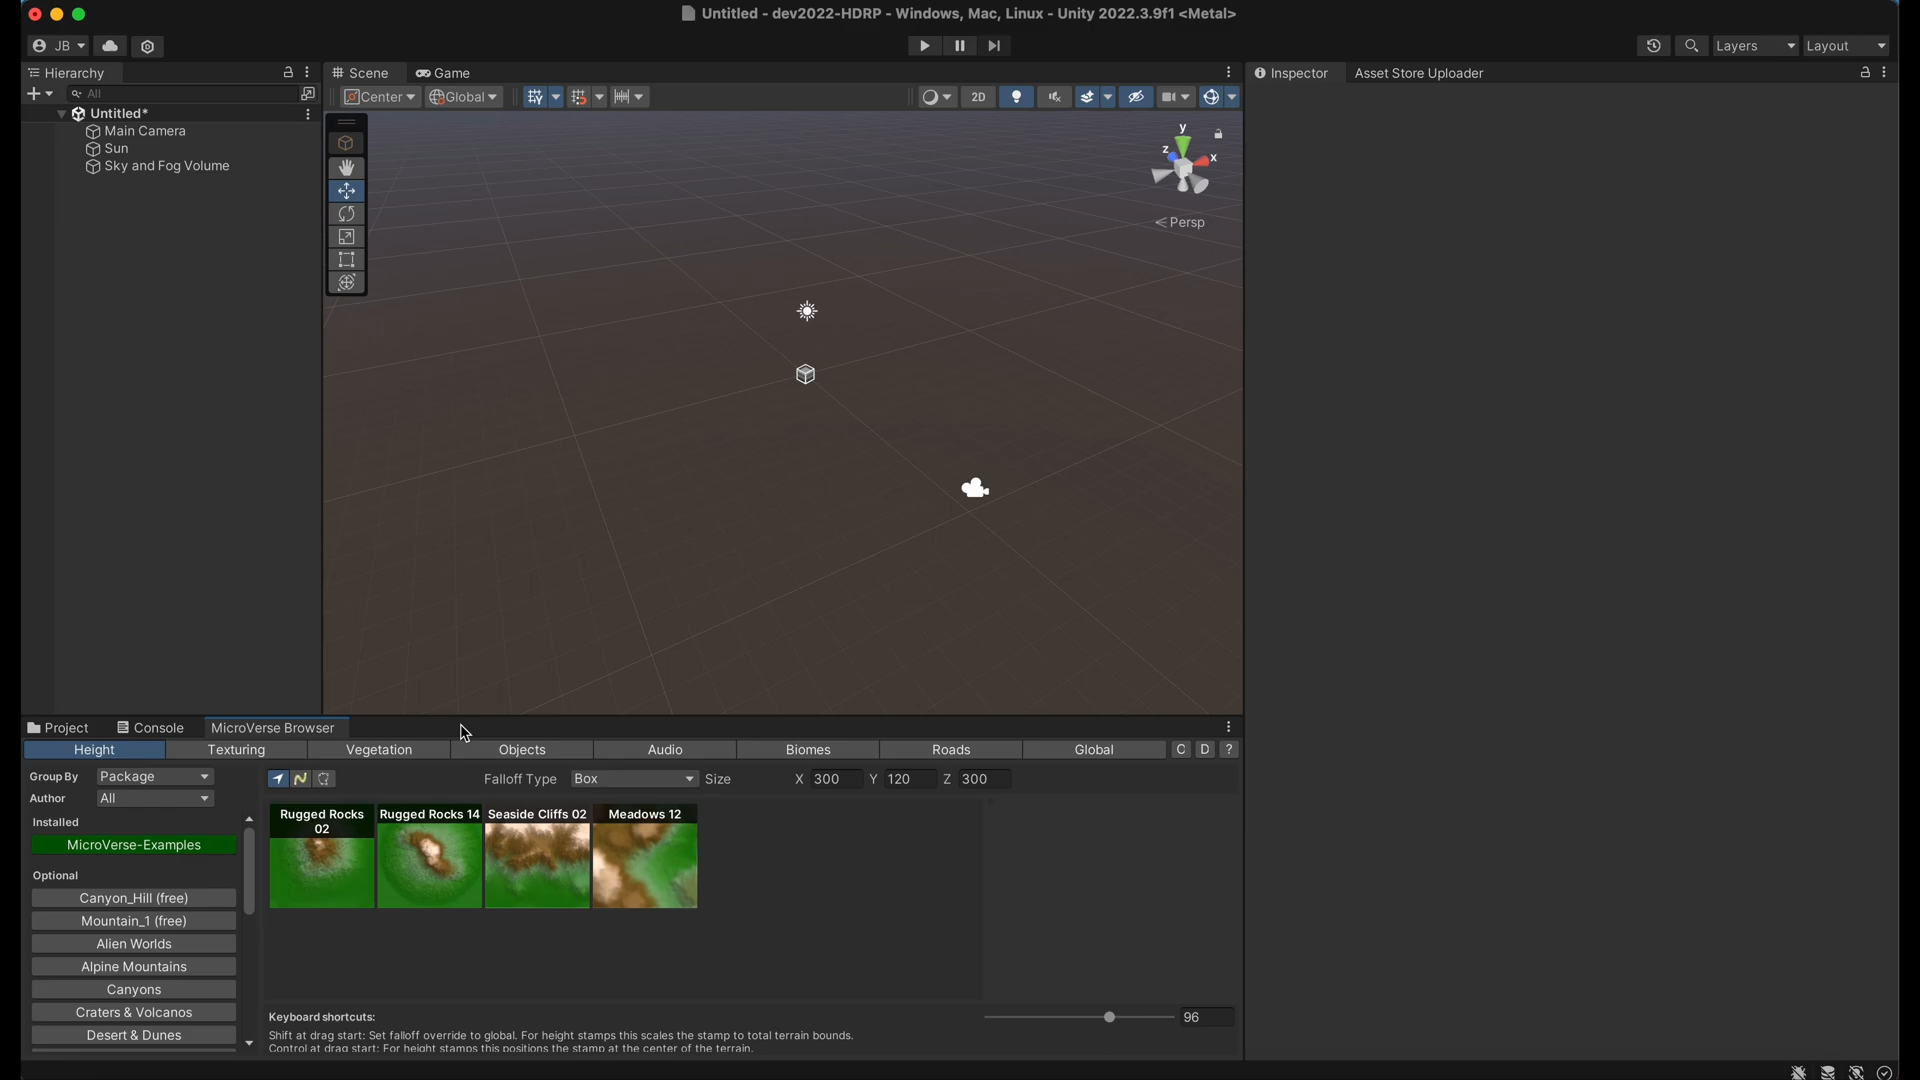 Untitled - dev2022-HDRP - Windows, Mac, Linux - Unity 2022.3.9f1 <Metal>
JB
Layers
Layout
Hierarchy
Scene
Game
Inspector
Asset Store Uploader
All
Center
Global
2D
Untitled*
Main Camera
Sun
Sky and Fog Volume
y
z
x
Persp
Project
Console
MicroVerse Browser
Height
Texturing
Vegetation
Objects
Audio
Biomes
Roads
Global
C
D
?
Group By
Package
Falloff Type
Box
Size
X 300
Y 120
Z 300
Author
All
Installed
MicroVerse-Examples
Optional
Canyon_Hill (free)
Mountain_1 (free)
Alien Worlds
Alpine Mountains
Canyons
Craters & Volcanos
Desert & Dunes
Rugged Rocks 02
Rugged Rocks 14
Seaside Cliffs 02
Meadows 12
Keyboard shortcuts:
96
Shift at drag start: Set falloff override to global. For height stamps this scales the stamp to total terrain bounds.
Control at drag start: For height stamps this positions the stamp at the center of the terrain.